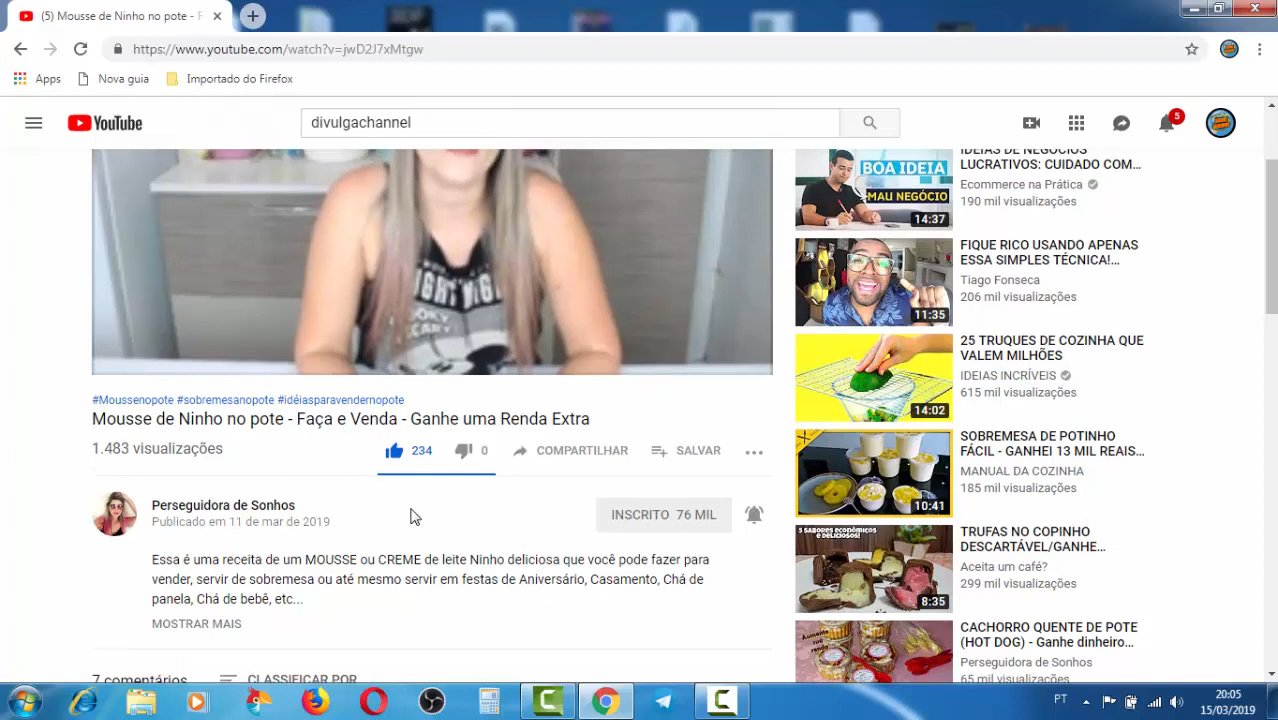 (5) Mousse de Ninho no pote - F
https://www.youtube.com/watch?v=jwD2J7xMtgw
Apps
Nova guia
Importado do Firefox
YouTube
divulgachannel
5
IDEIAS DE NEGÓCIOS
LUCRATIVOS: CUIDADO COM...
Ecommerce na Prática
190 mil visualizações
BOA IDEIA
MAU NEGÓCIO
14:37
FIQUE RICO USANDO APENAS
ESSA SIMPLES TÉCNICA!...
Tiago Fonseca
206 mil visualizações
11:35
25 TRUQUES DE COZINHA QUE
VALEM MILHÕES
IDEIAS INCRÍVEIS
615 mil visualizações
14:02
#Moussenopote #sobremesanopote #idéiasparavendernopote
Mousse de Ninho no pote - Faça e Venda - Ganhe uma Renda Extra
1.483 visualizações
234
0
COMPARTILHAR
SALVAR
SOBREMESA DE POTINHO
FÁCIL - GANHEI 13 MIL REAIS...
MANUAL DA COZINHA
185 mil visualizações
10:41
Perseguidora de Sonhos
Publicado em 11 de mar de 2019
INSCRITO 76 MIL
Essa é uma receita de um MOUSSE ou CREME de leite Ninho deliciosa que você pode fazer para
vender, servir de sobremesa ou até mesmo servir em festas de Aniversário, Casamento, Chá de
panela, Chá de bebê, etc...
MOSTRAR MAIS
5 SABORES ECONÔMICOS
e DELICIOSOS!
8:35
TRUFAS NO COPINHO
DESCARTÁVEL/GANHE...
Aceita um café?
299 mil visualizações
Aumente
sua
renda
CACHORRO QUENTE DE POTE
(HOT DOG) - Ganhe dinheiro...
Perseguidora de Sonhos
65 mil visualizações
7 comentários
CLASSIFICAR POR
PT
20:05
15/03/2019